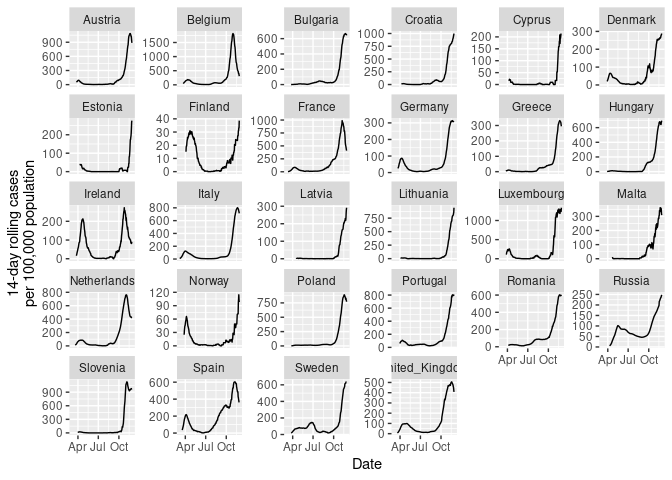 Austria Belgium Bulgaria Croatia Cyprus Denmark
900 600 300 0
1500 1000 500 0
600 400 200 0
1000 750 500 250 0
200 150 100 50 0
300 200 100 0
Estonia Finland France Germany Greece Hungary
200 100 0
40 30 20 10 0
1000 750 500 250 0
300 200 100 0
300 200 100 0
600 400 200 0
Ireland Italy Latvia Lithuania Luxembourg Malta
200 100 0
800 600 400 200 0
300 200 100 0
750 500 250 0
1000 500 0
300 200 100 0
Netherlands Norway Poland Portugal Romania Russia
800 600 400 200 0
120 90 60 30 0
750 500 250 0
800 600 400 200 0
600 400 200 0
250 200 150 100 50 0
Apr Jul Oct Apr Jul Oct
Slovenia Spain Sweden nited_Kingdo
900 600 300 0
600 400 200 0
600 400 200 0
500 400 300 200 100 0
Apr Jul Oct Apr Jul Oct Apr Jul Oct Apr Jul Oct
Date
14-day rolling cases
per 100,000 population